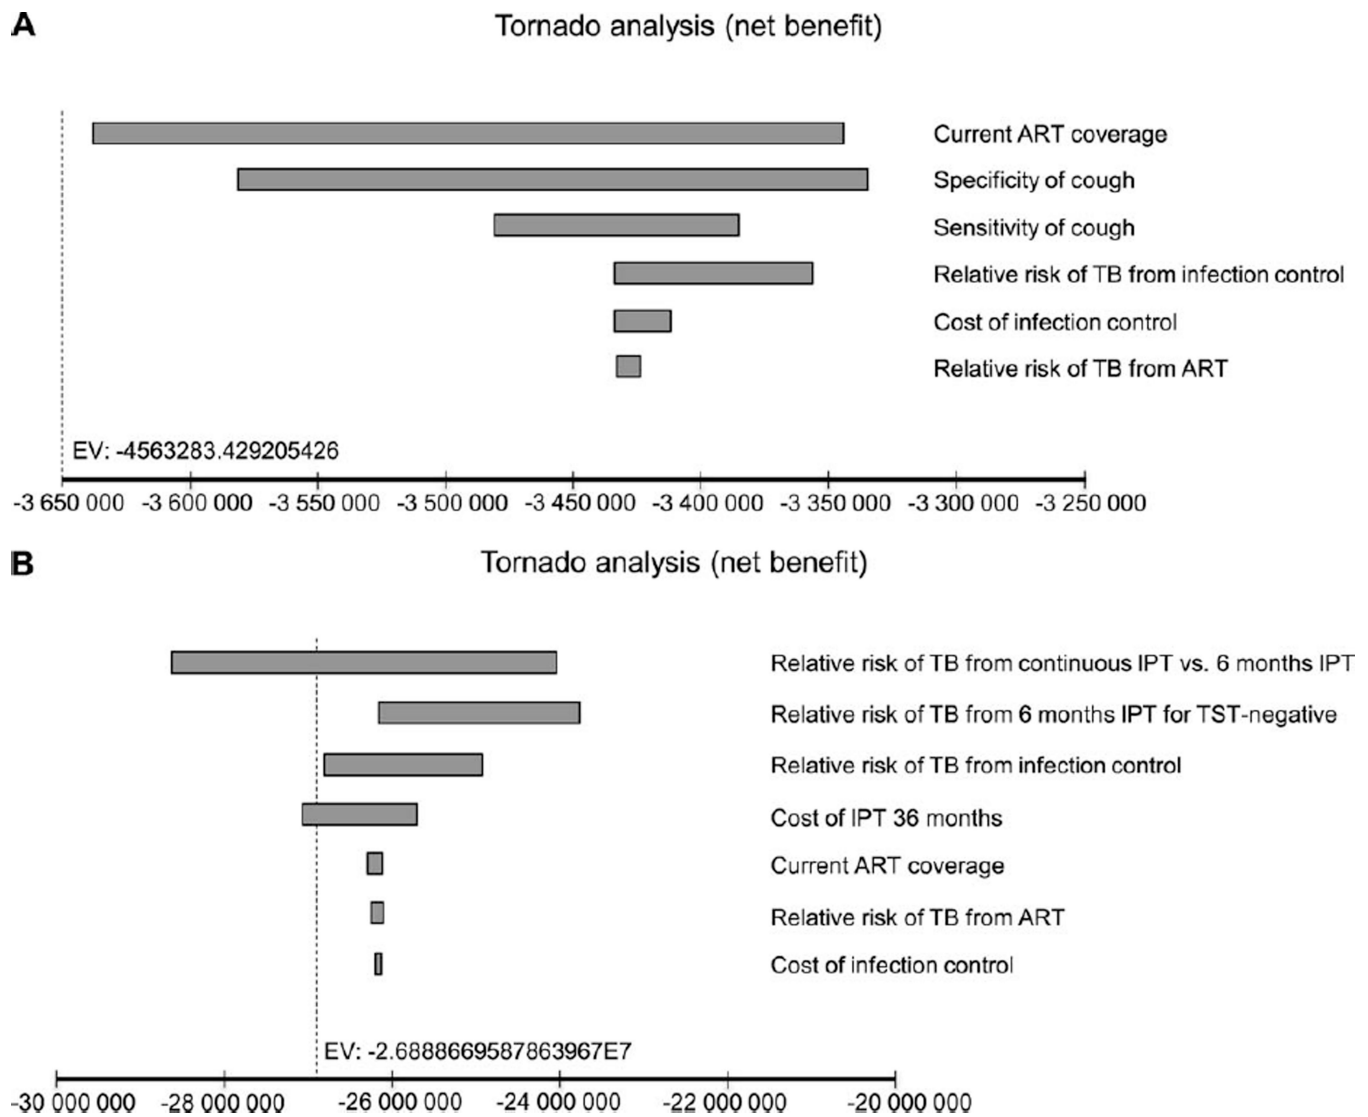 A
Tornado analysis (net benefit)
Current ART coverage
Specificity of cough
Sensitivity of cough
Relative risk of TB from infection control
Cost of infection control
Relative risk of TB from ART
EV: -4563283.429205426
-3 650 000 -3 600 000 -3 550 000 -3 500 000 -3 450 000 -3 400 000 -3 350 000 -3 300 000 -3 250 000
B
Tornado analysis (net benefit)
Relative risk of TB from continuous IPT vs. 6 months IPT
Relative risk of TB from 6 months IPT for TST-negative
Relative risk of TB from infection control
Cost of IPT 36 months
Current ART coverage
Relative risk of TB from ART
Cost of infection control
EV: -2.6888669587863967E7
-30 000 000 -28 000 000 -26 000 000 -24 000 000 -22 000 000 -20 000 000